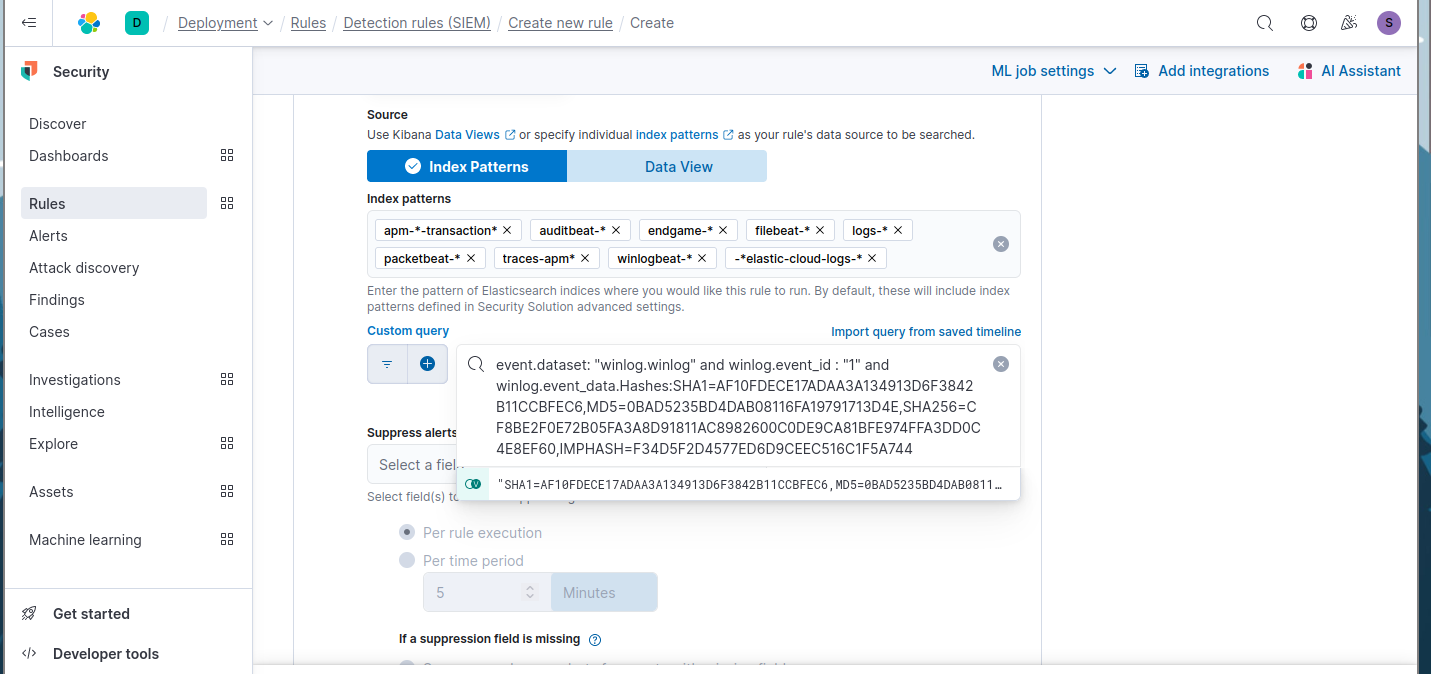 D / Deployment / Rules / Detection rules (SIEM) / Create new rule / Create S
Security
ML job settings Add integrations AI Assistant
Discover
Dashboards
Rules
Alerts
Attack discovery
Findings
Cases
Investigations
Intelligence
Explore
Assets
Machine learning
Get started
Developer tools
Source
Use Kibana Data Views or specify individual index patterns as your rule's data source to be searched.
Index Patterns Data View
Index patterns
apm-*-transaction* auditbeat-* endgame-* filebeat-* logs-*
packetbeat-* traces-apm* winlogbeat-* -*elastic-cloud-logs-*
Enter the pattern of Elasticsearch indices where you would like this rule to run. By default, these will include index
patterns defined in Security Solution advanced settings.
Custom query Import query from saved timeline
event.dataset: "winlog.winlog" and winlog.event_id : "1" and
winlog.event_data.Hashes:SHA1=AF10FDECE17ADAA3A134913D6F3842
B11CCBFEC6,MD5=0BAD5235BD4DAB08116FA19791713D4E,SHA256=C
F8BE2F0E72B05FA3A8D91811AC8982600C0DE9CA81BFE974FFA3DD0C
4E8EF60,IMPHASH=F34D5F2D4577ED6D9CEEC516C1F5A744
"SHA1=AF10FDECE17ADAA3A134913D6F3842B11CCBFEC6,MD5=0BAD5235BD4DAB0811…
Suppress alerts
Select a fiel
Select field(s) to
Per rule execution
Per time period
5 Minutes
If a suppression field is missing